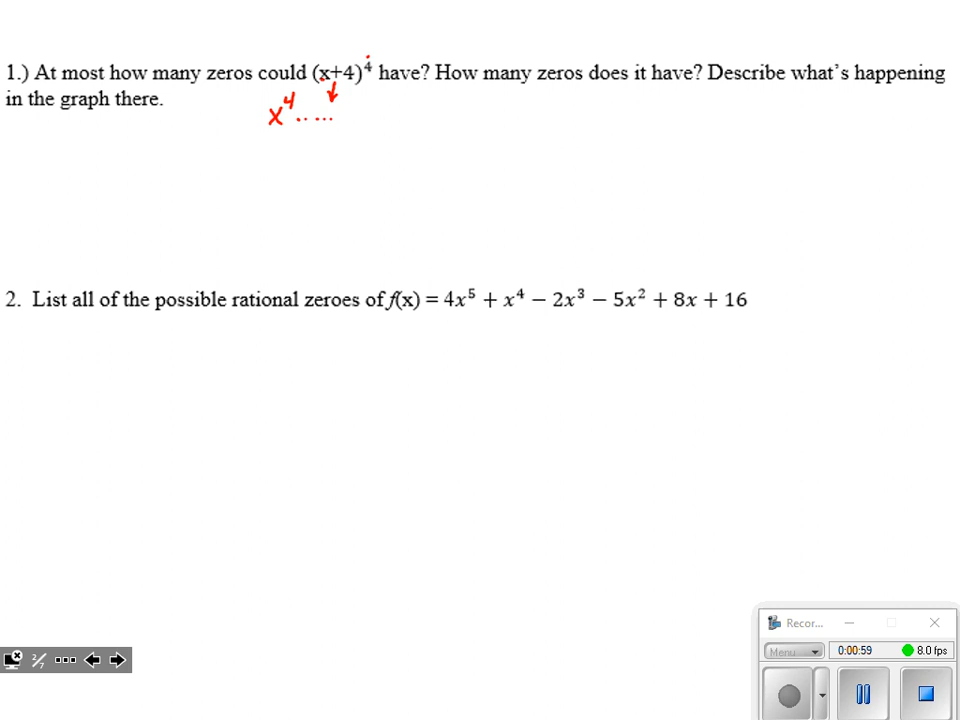 1.) At most how many zeros could (x+4)⁴ have? How many zeros does it have? Describe what's happening
in the graph there.
x⁴ .. ...
2. List all of the possible rational zeroes of f(x) = 4x⁵ + x⁴ − 2x³ − 5x² + 8x + 16
Recor...
Menu 0:00:59 8.0 fps
2/7